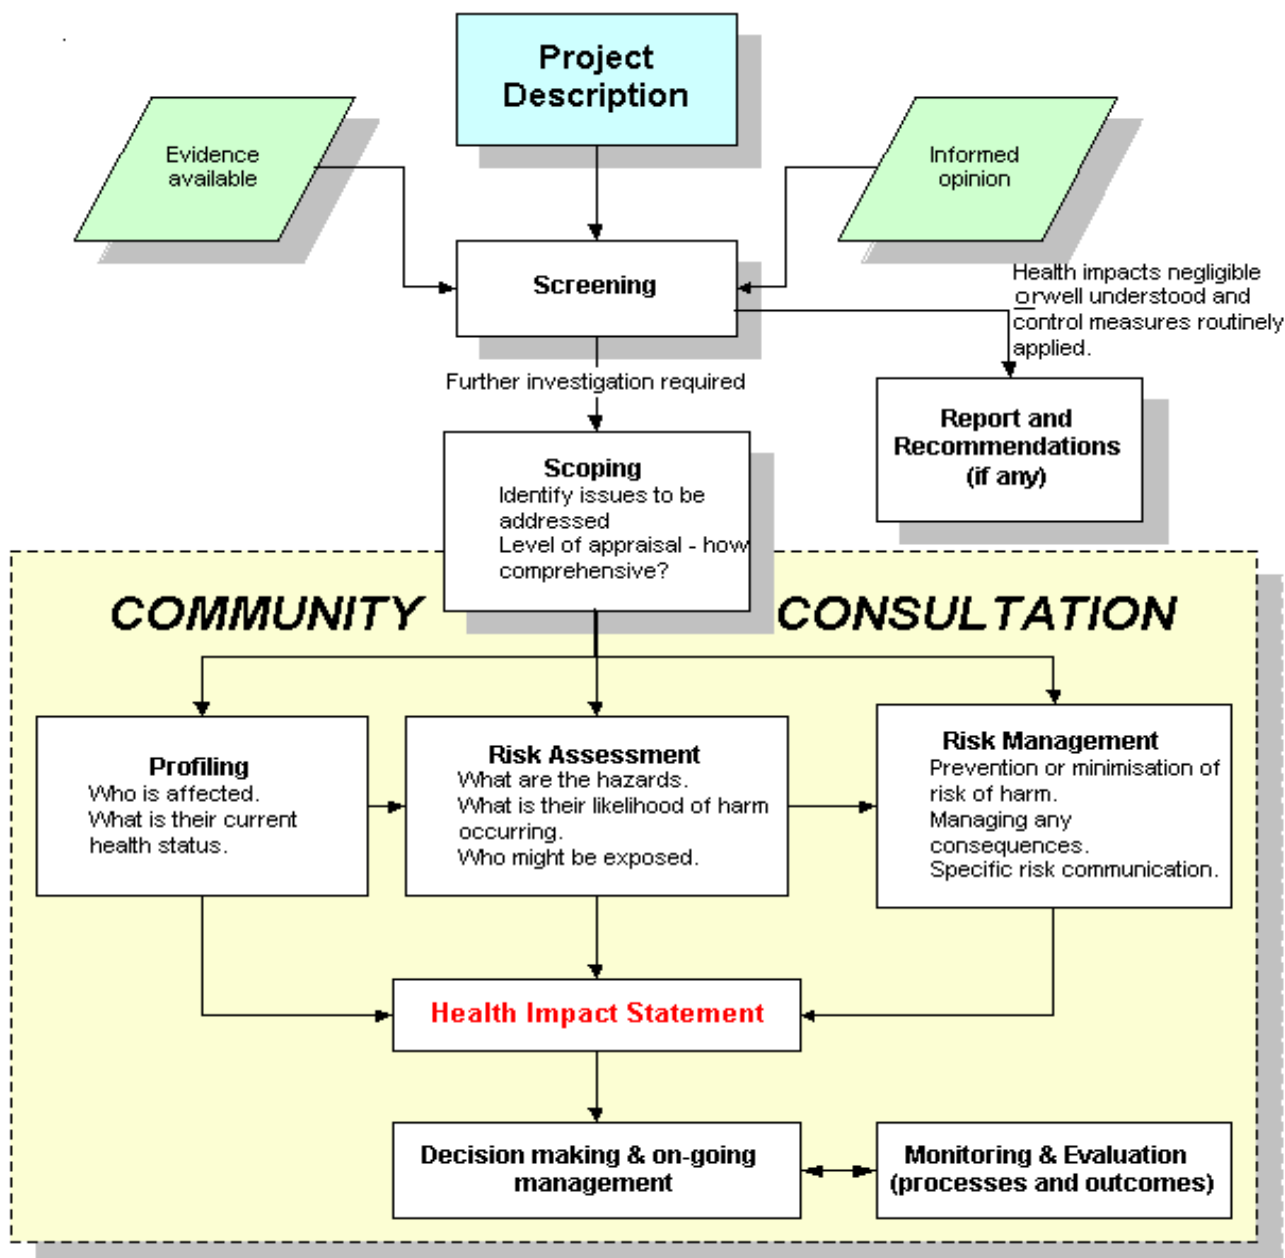 Project
Description
Evidence
available
Informed
opinion
Screening
Health impacts negligible
or well understood and
control measures routinely
applied.
Further investigation required
Report and
Recommendations
(if any)
Scoping
Identify issues to be
addressed
Level of appraisal - how
comprehensive?
COMMUNITY CONSULTATION
Profiling
Who is affected.
What is their current
health status.
Risk Assessment
What are the hazards.
What is their likelihood of harm
occurring.
Who might be exposed.
Risk Management
Prevention or minimisation of
risk of harm.
Managing any
consequences.
Specific risk communication.
Health Impact Statement
Decision making & on-going
management
Monitoring & Evaluation
(processes and outcomes)